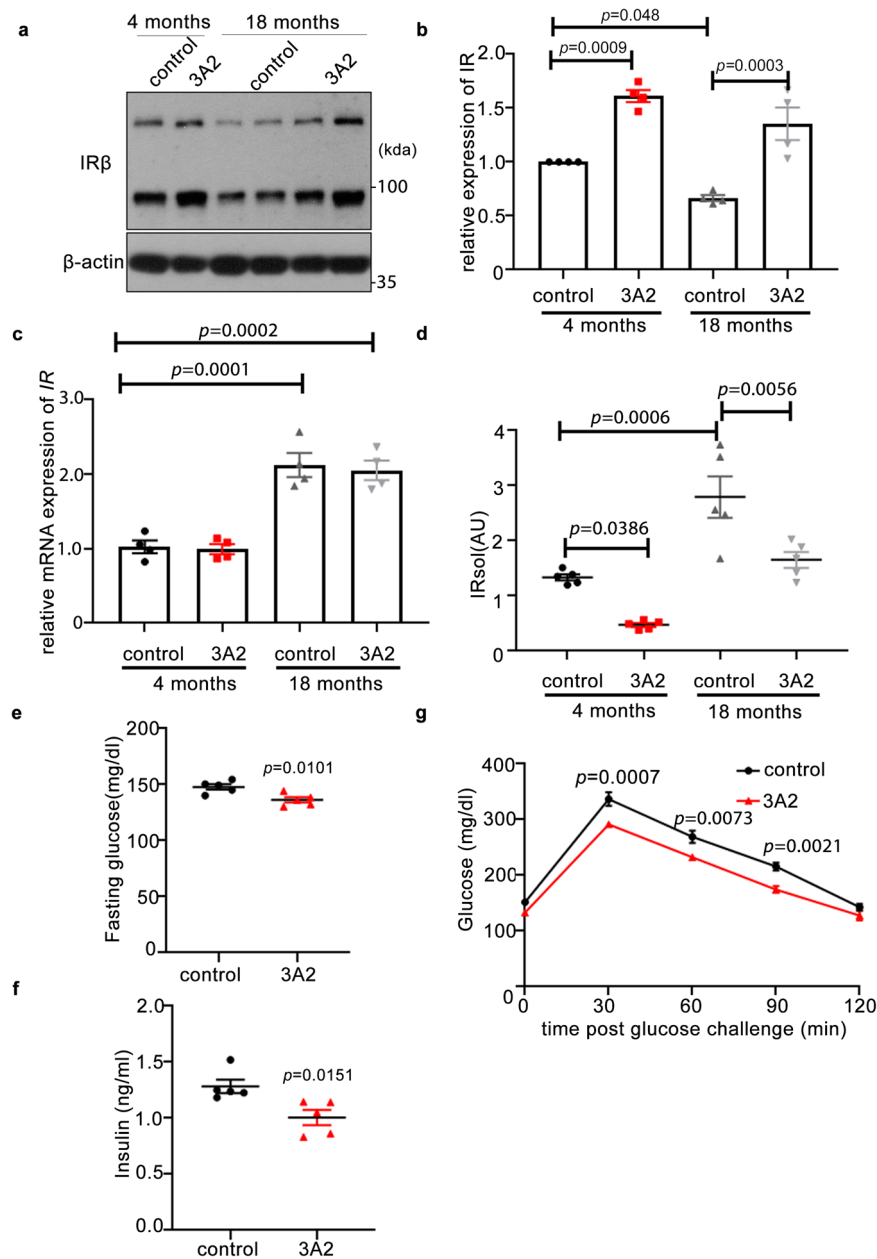 a
4 months
18 months
control
3A2
control
3A2
IRβ
(kda)
-100
β-actin
-35
b
p=0.048
p=0.0009
p=0.0003
relative expression of IR
2.0
1.5
1.0
0.5
0
control
3A2
control
3A2
4 months
18 months
c
p=0.0002
p=0.0001
relative mRNA expression of IR
3.0
2.0
1.0
0
control
3A2
control
3A2
4 months
18 months
d
p=0.0056
p=0.0006
p=0.0386
IRsol(AU)
4
3
2
1
0
control
3A2
control
3A2
4 months
18 months
e
Fasting glucose(mg/dl)
200
150
100
50
0
p=0.0101
control
3A2
f
Insulin (ng/ml)
2.0
1.5
1.0
0.5
0.0
p=0.0151
control
3A2
g
Glucose (mg/dl)
400
300
200
100
0
p=0.0007
p=0.0073
p=0.0021
control
3A2
0
30
60
90
120
time post glucose challenge (min)